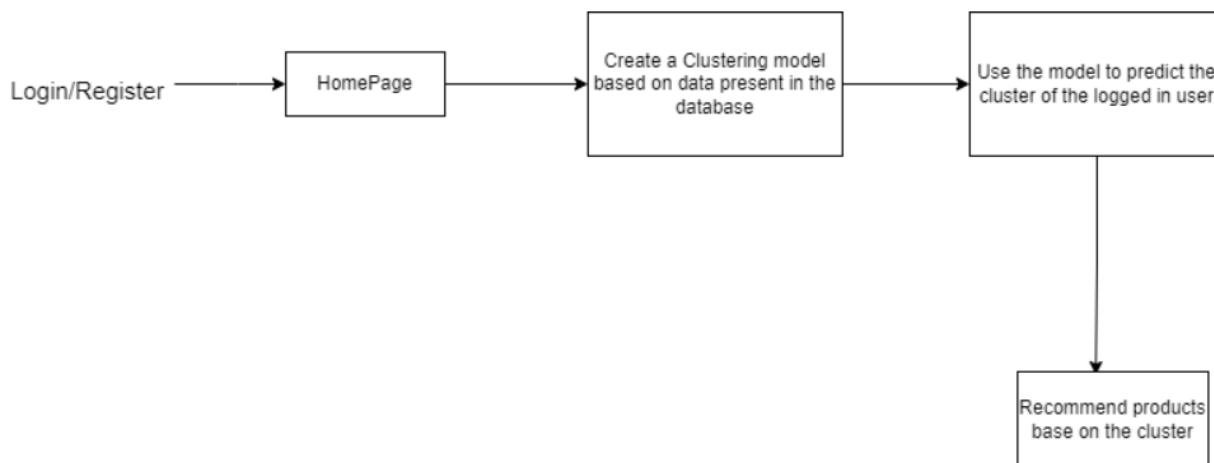 Login/Register
HomePage
Create a Clustering model
based on data present in the
database
Use the model to predict the
cluster of the logged in user
Recommend products
base on the cluster